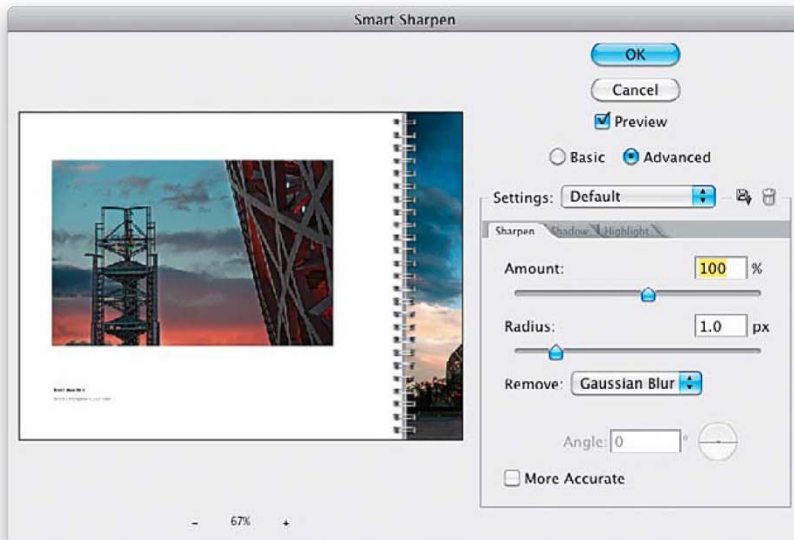 Smart Sharpen
OK
Cancel
Preview
Basic Advanced
Settings: Default
Sharpen Shadow Highlight
Amount: 100 %
Radius: 1.0 px
Remove: Gaussian Blur
Angle: 0 °
More Accurate
- 67% +